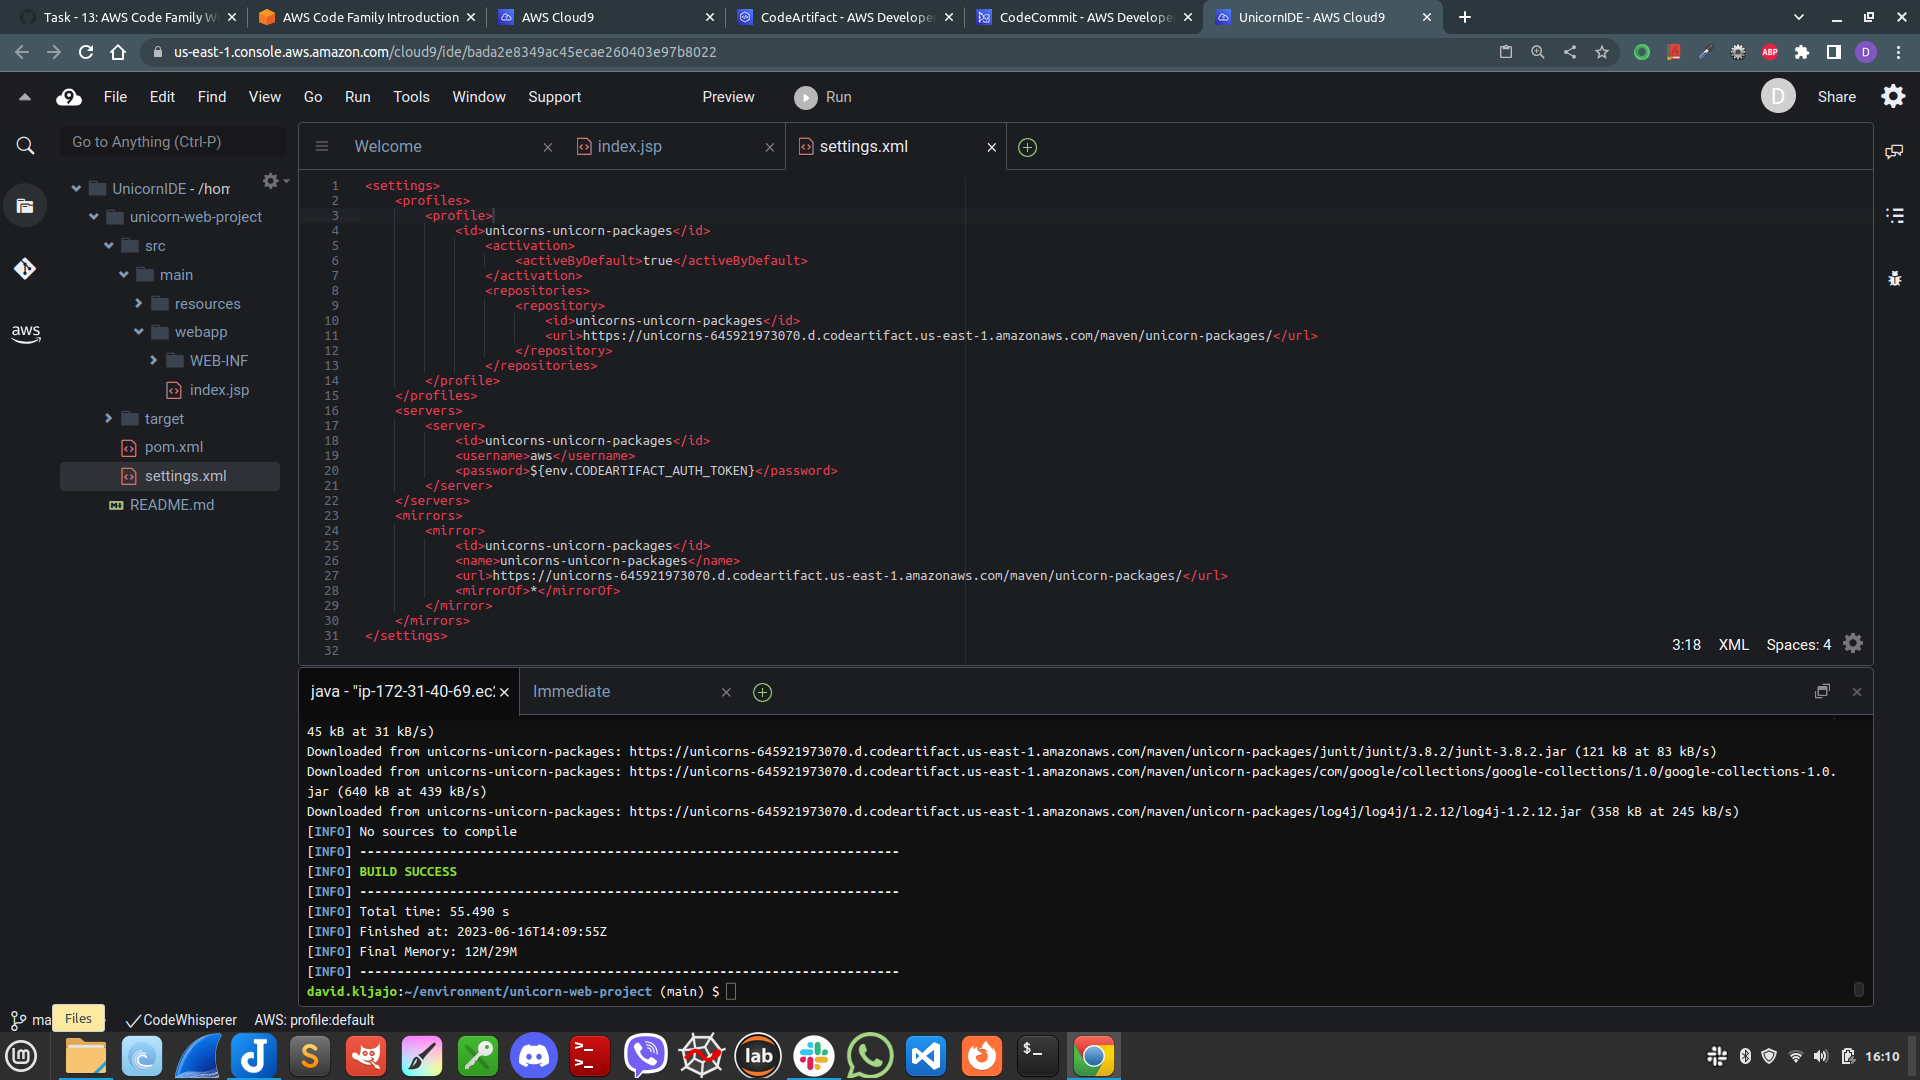 Task - 13: AWS Code Family W
AWS Code Family Introduction
AWS Cloud9
CodeArtifact - AWS Develope
CodeCommit - AWS Develope
UnicornIDE - AWS Cloud9
us-east-1.console.aws.amazon.com/cloud9/ide/bada2e8349ac45ecae260403e97b8022
ABP
D
9 File Edit Find View Go Run Tools Window Support Preview Run
D Share
Go to Anything (Ctrl-P)
Welcome
index.jsp
settings.xml
UnicornIDE - /hom
unicorn-web-project
src
main
resources
webapp
WEB-INF
index.jsp
target
pom.xml
settings.xml
README.md
aws
1 <settings>
2 <profiles>
3 <profile>
4 <id>unicorns-unicorn-packages</id>
5 <activation>
6 <activeByDefault>true</activeByDefault>
7 </activation>
8 <repositories>
9 <repository>
10 <id>unicorns-unicorn-packages</id>
11 <url>https://unicorns-645921973070.d.codeartifact.us-east-1.amazonaws.com/maven/unicorn-packages/</url>
12 </repository>
13 </repositories>
14 </profile>
15 </profiles>
16 <servers>
17 <server>
18 <id>unicorns-unicorn-packages</id>
19 <username>aws</username>
20 <password>${env.CODEARTIFACT_AUTH_TOKEN}</password>
21 </server>
22 </servers>
23 <mirrors>
24 <mirror>
25 <id>unicorns-unicorn-packages</id>
26 <name>unicorns-unicorn-packages</name>
27 <url>https://unicorns-645921973070.d.codeartifact.us-east-1.amazonaws.com/maven/unicorn-packages/</url>
28 <mirrorOf>*</mirrorOf>
29 </mirror>
30 </mirrors>
31 </settings>
32
3:18 XML Spaces: 4
java - "ip-172-31-40-69.ec2
Immediate
45 kB at 31 kB/s)
Downloaded from unicorns-unicorn-packages: https://unicorns-645921973070.d.codeartifact.us-east-1.amazonaws.com/maven/unicorn-packages/junit/junit/3.8.2/junit-3.8.2.jar (121 kB at 83 kB/s)
Downloaded from unicorns-unicorn-packages: https://unicorns-645921973070.d.codeartifact.us-east-1.amazonaws.com/maven/unicorn-packages/com/google/collections/google-collections/1.0/google-collections-1.0.
jar (640 kB at 439 kB/s)
Downloaded from unicorns-unicorn-packages: https://unicorns-645921973070.d.codeartifact.us-east-1.amazonaws.com/maven/unicorn-packages/log4j/log4j/1.2.12/log4j-1.2.12.jar (358 kB at 245 kB/s)
[INFO] No sources to compile
[INFO] ------------------------------------------------------------------------
[INFO] BUILD SUCCESS
[INFO] ------------------------------------------------------------------------
[INFO] Total time: 55.490 s
[INFO] Finished at: 2023-06-16T14:09:55Z
[INFO] Final Memory: 12M/29M
[INFO] ------------------------------------------------------------------------
david.kljajo:~/environment/unicorn-web-project (main) $
ma
Files
CodeWhisperer AWS: profile:default
lab
16:10